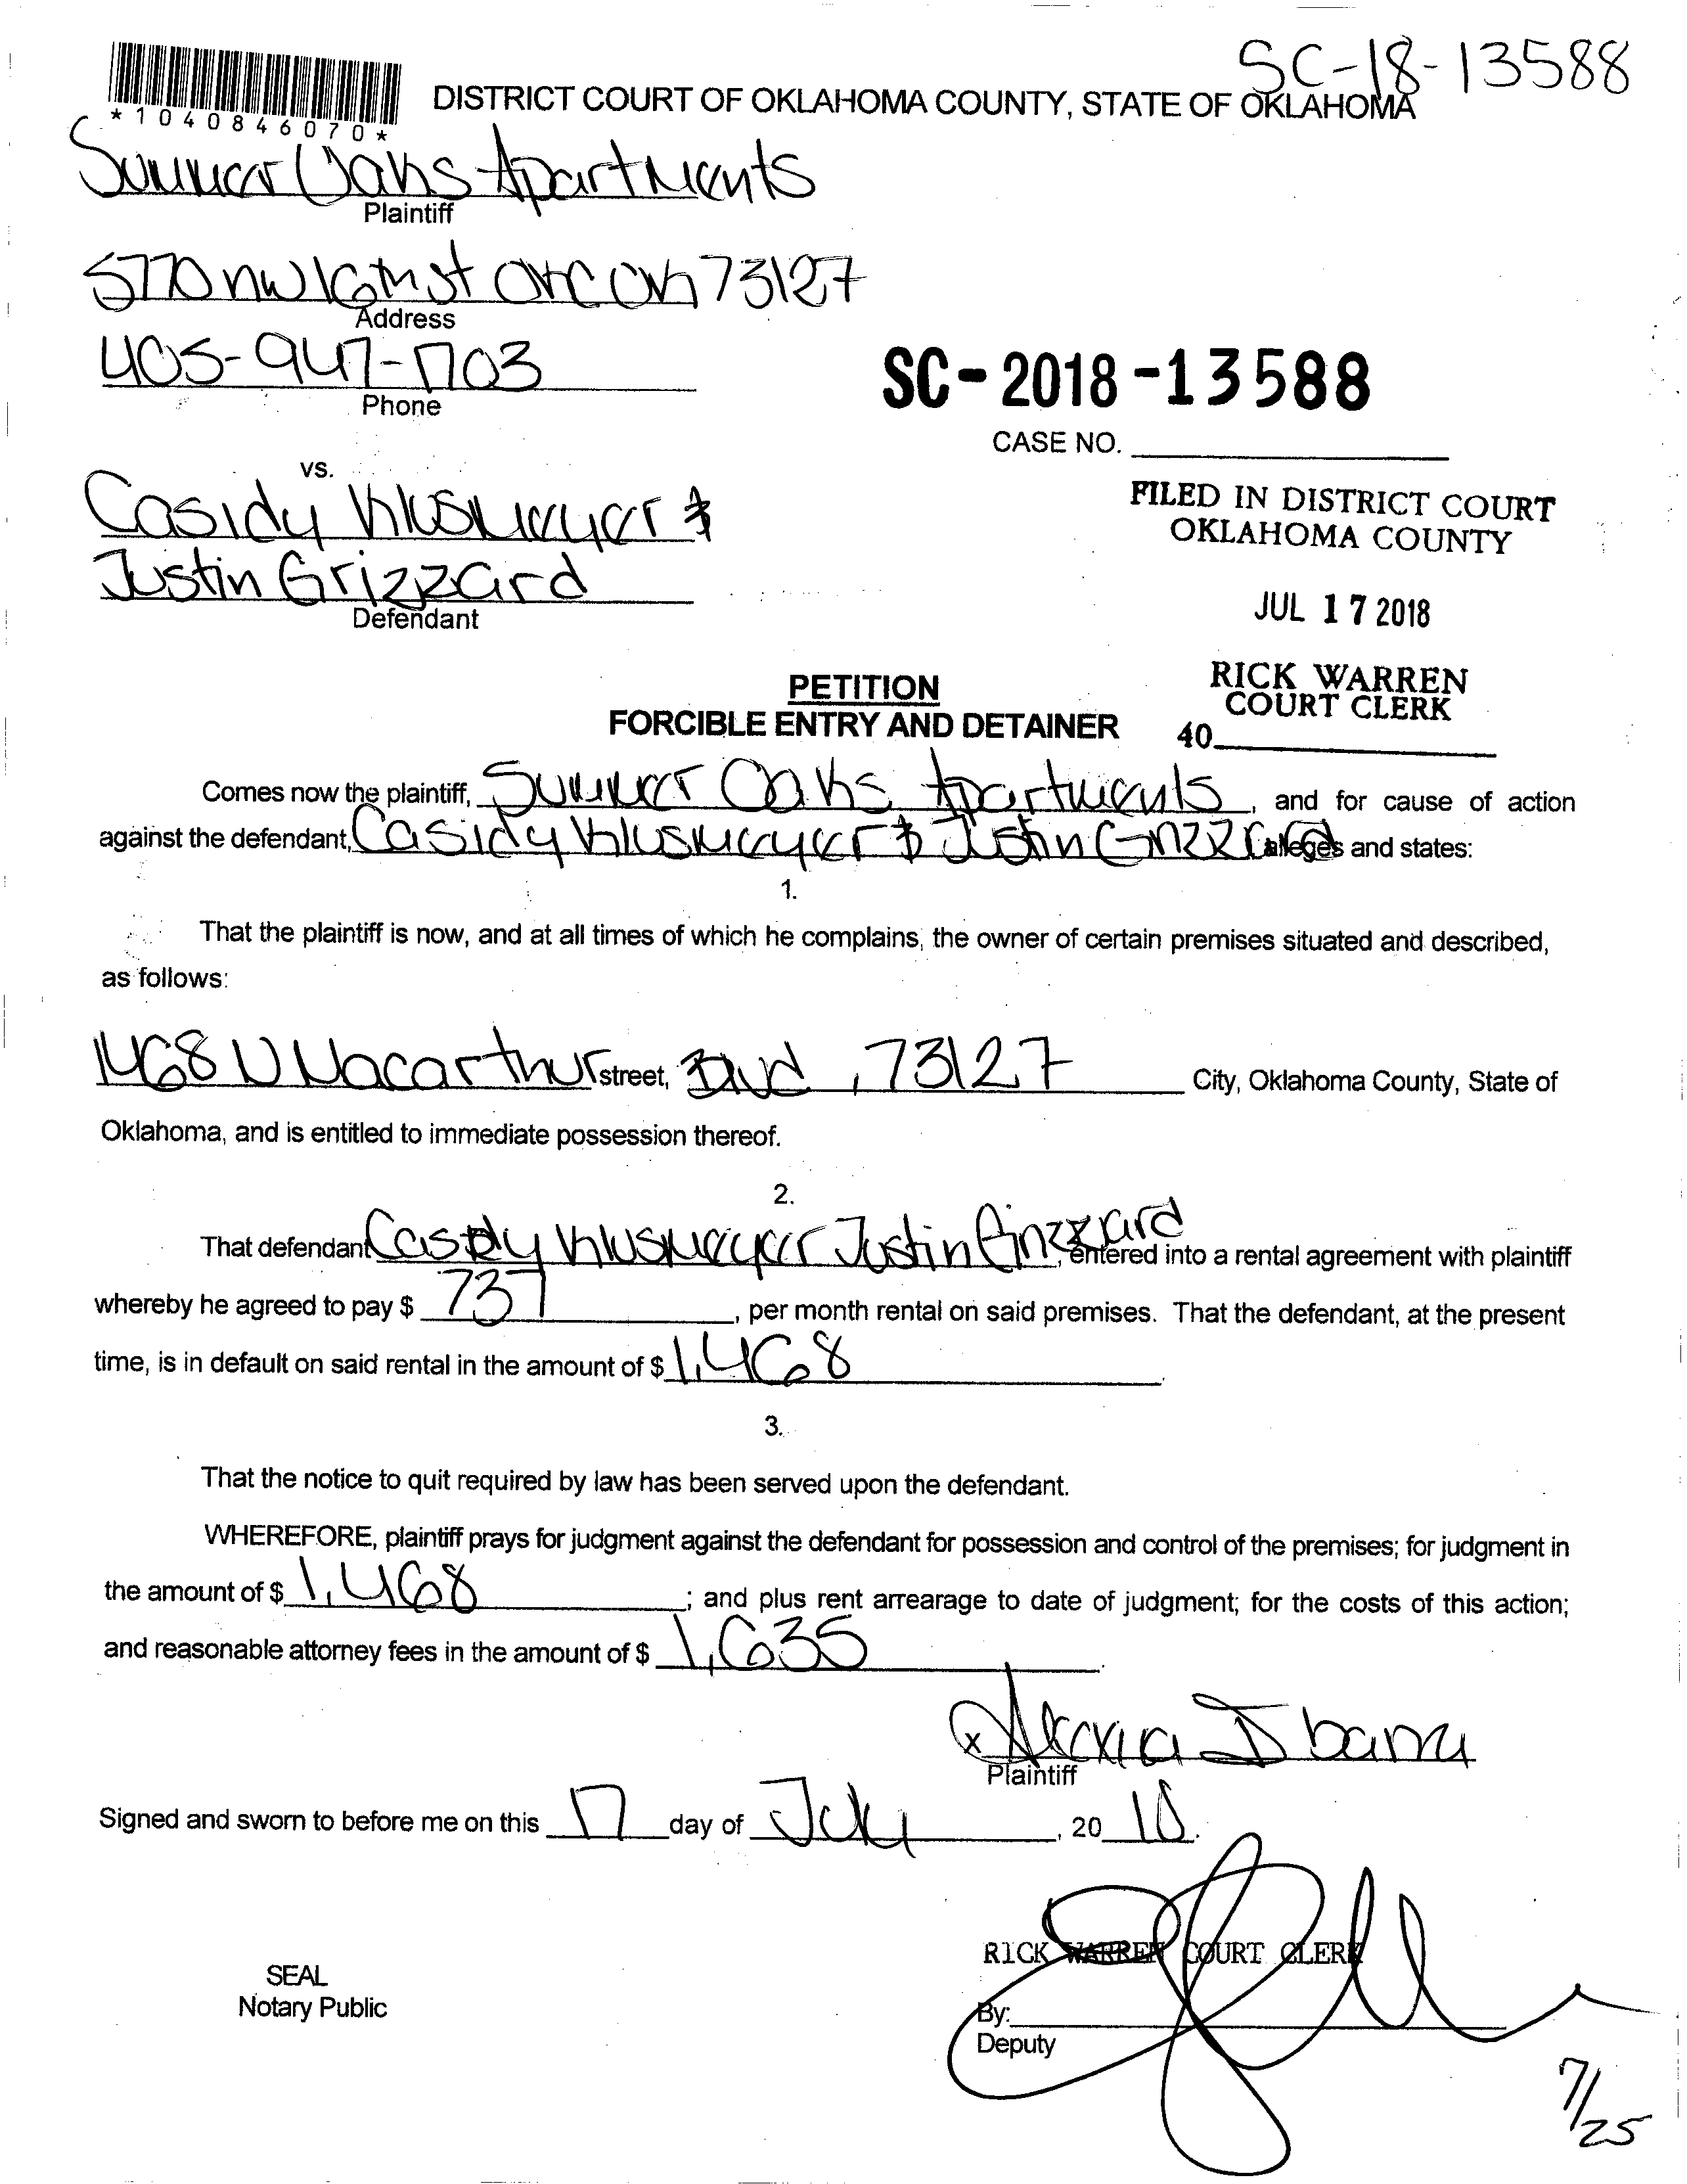 SC-18-13588
*1040846070*
DISTRICT COURT OF OKLAHOMA COUNTY, STATE OF OKLAHOMA
Summer Oaks Apartments
Plaintiff
5770 nw 16th st OKC OK 73127
Address
405-947-1703
Phone
SC-2018-13588
CASE NO.
vs.
Casidy Klusmeyer &
Justin Grizzard
Defendant
FILED IN DISTRICT COURT
OKLAHOMA COUNTY
JUL 17 2018
RICK WARREN
COURT CLERK
40
PETITION
FORCIBLE ENTRY AND DETAINER
Comes now the plaintiff, Summer Oaks Apartments, and for cause of action
against the defendant, Casidy Klusmeyer & Justin Grizzard alleges and states:
1.
That the plaintiff is now, and at all times of which he complains, the owner of certain premises situated and described,
as follows:
1468 N Macarthur street, Blvd, 73127 City, Oklahoma County, State of
Oklahoma, and is entitled to immediate possession thereof.
2.
That defendant Casidy Klusmeyer Justin Grizzard, entered into a rental agreement with plaintiff
whereby he agreed to pay $ 737, per month rental on said premises. That the defendant, at the present
time, is in default on said rental in the amount of $ 1,468.
3.
That the notice to quit required by law has been served upon the defendant.
WHEREFORE, plaintiff prays for judgment against the defendant for possession and control of the premises; for judgment in
the amount of $ 1,468; and plus rent arrearage to date of judgment; for the costs of this action;
and reasonable attorney fees in the amount of $ 1,635.
x Alexia Ibarra
Plaintiff
Signed and sworn to before me on this 17 day of July, 2018.
RICK WARREN COURT CLERK
SEAL
Notary Public
By:
Deputy
7/25